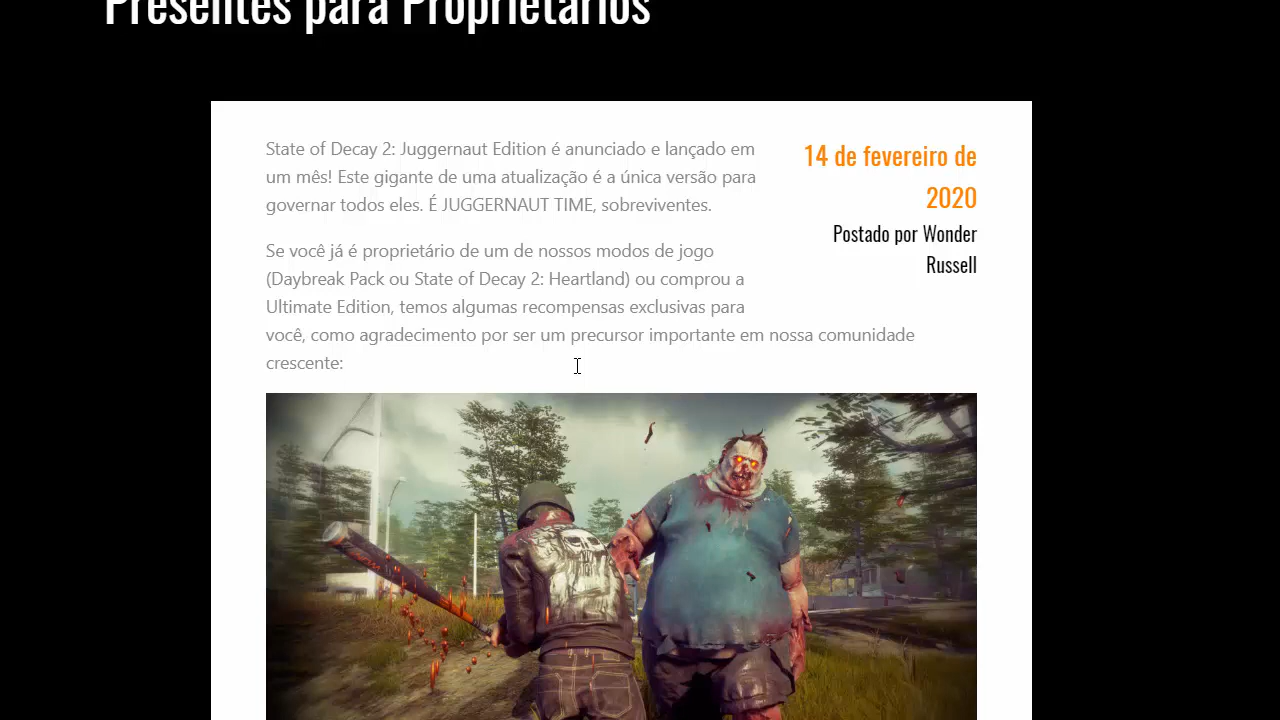 Presentes para Proprietários
State of Decay 2: Juggernaut Edition é anunciado e lançado em
um mês! Este gigante de uma atualização é a única versão para
governar todos eles. É JUGGERNAUT TIME, sobreviventes.
14 de fevereiro de
2020
Postado por Wonder
Russell
Se você já é proprietário de um de nossos modos de jogo
(Daybreak Pack ou State of Decay 2: Heartland) ou comprou a
Ultimate Edition, temos algumas recompensas exclusivas para
você, como agradecimento por ser um precursor importante em nossa comunidade
crescente: